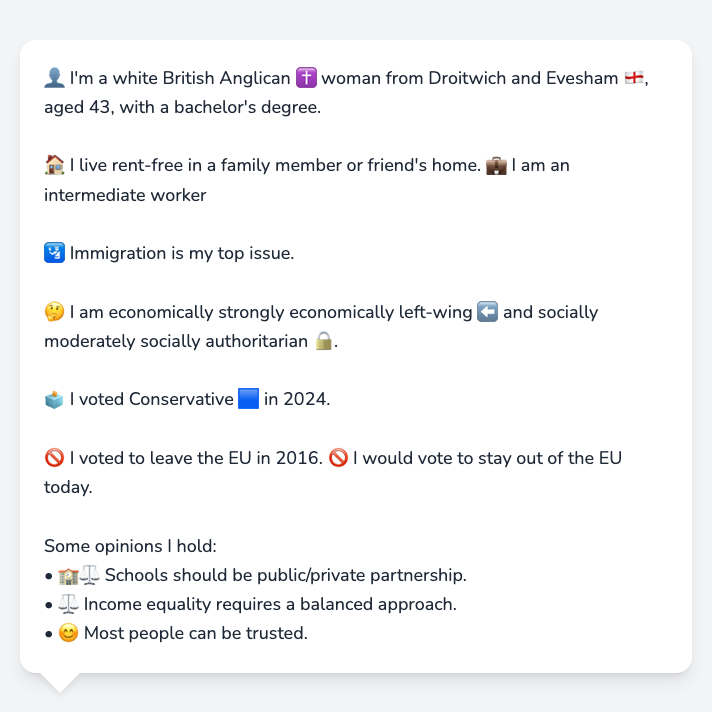 👤 I'm a white British Anglican ✝️ woman from Droitwich and Evesham 🏴󠁧󠁢󠁥󠁮󠁧󠁿,
aged 43, with a bachelor's degree.
🏠 I live rent-free in a family member or friend's home. 💼 I am an
intermediate worker
🛂 Immigration is my top issue.
🤔 I am economically strongly economically left-wing ⬅️ and socially
moderately socially authoritarian 🔒.
🗳️ I voted Conservative 🟦 in 2024.
🚫 I voted to leave the EU in 2016. 🚫 I would vote to stay out of the EU
today.
Some opinions I hold:
• 🏫⚖️ Schools should be public/private partnership.
• ⚖️ Income equality requires a balanced approach.
• 😊 Most people can be trusted.